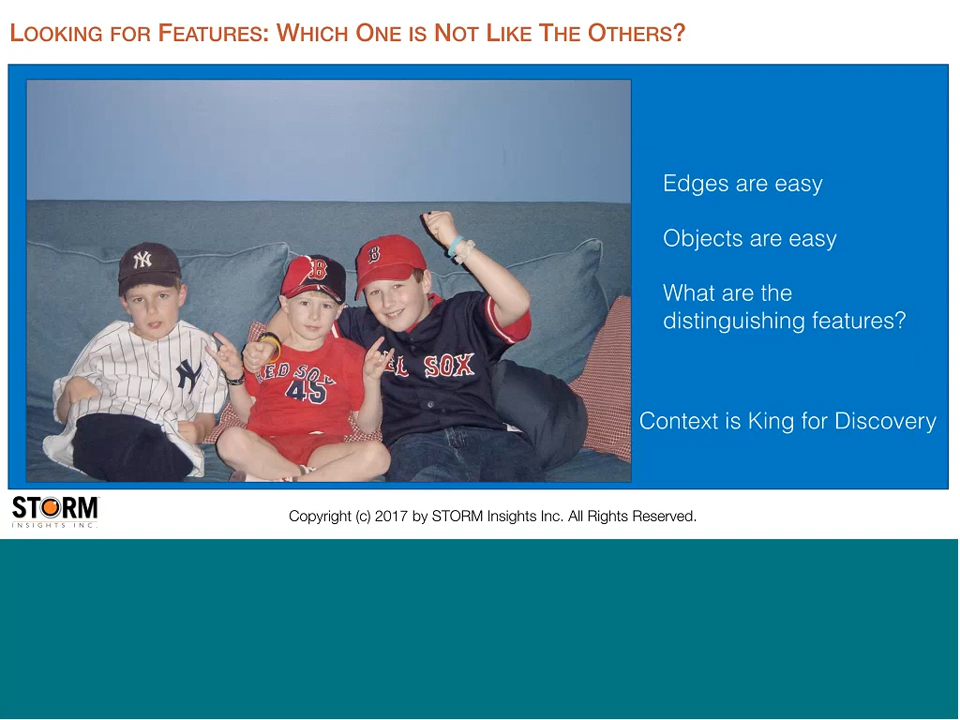 Looking for Features: Which One is Not Like The Others?
Edges are easy
Objects are easy
What are the
distinguishing features?
Context is King for Discovery
NY
B
B
NY
RED SOX
45
RED SOX
STORM
INSIGHTS INC.
Copyright (c) 2017 by STORM Insights Inc. All Rights Reserved.